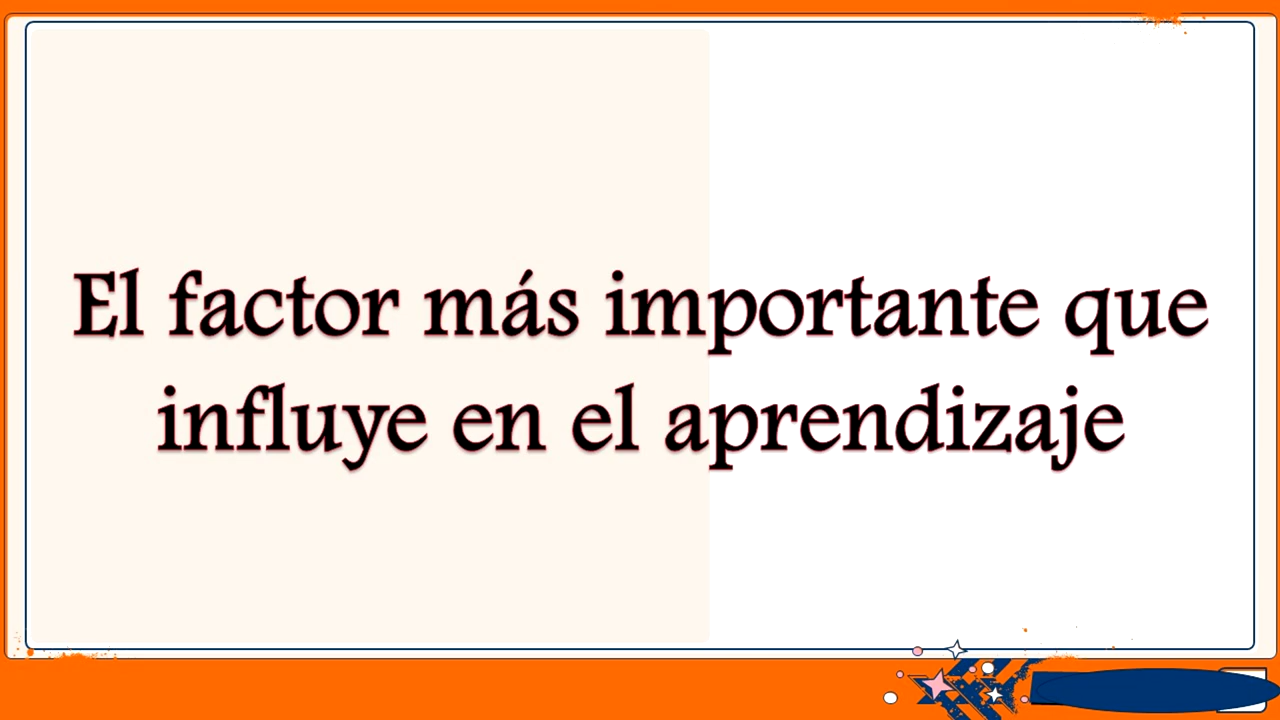 El factor más importante que
influye en el aprendizaje